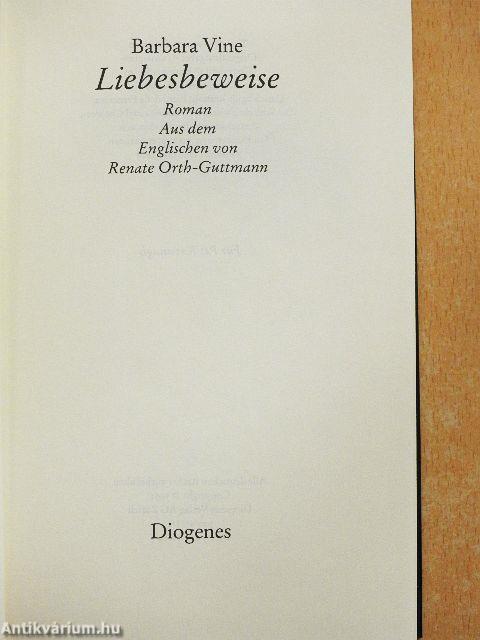 Barbara Vine
Liebesbeweise
Roman
Aus dem
Englischen von
Renate Orth-Guttmann
Diogenes
Antikvárium.hu